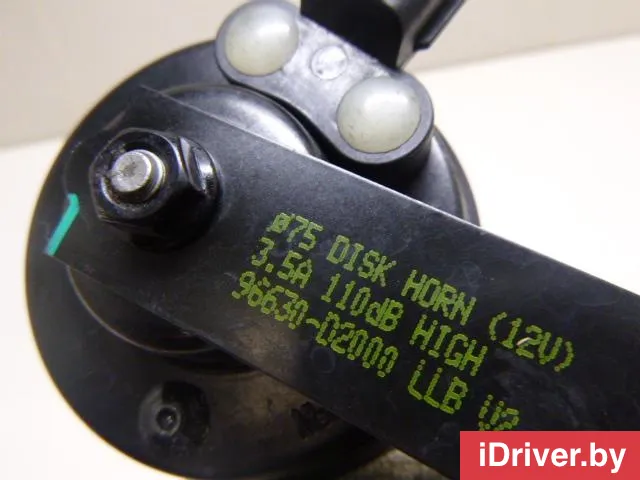 ø75 DISK HORN (12V)
3.5A 110dB HIGH
96630-D2000 LLB
iDriver.by